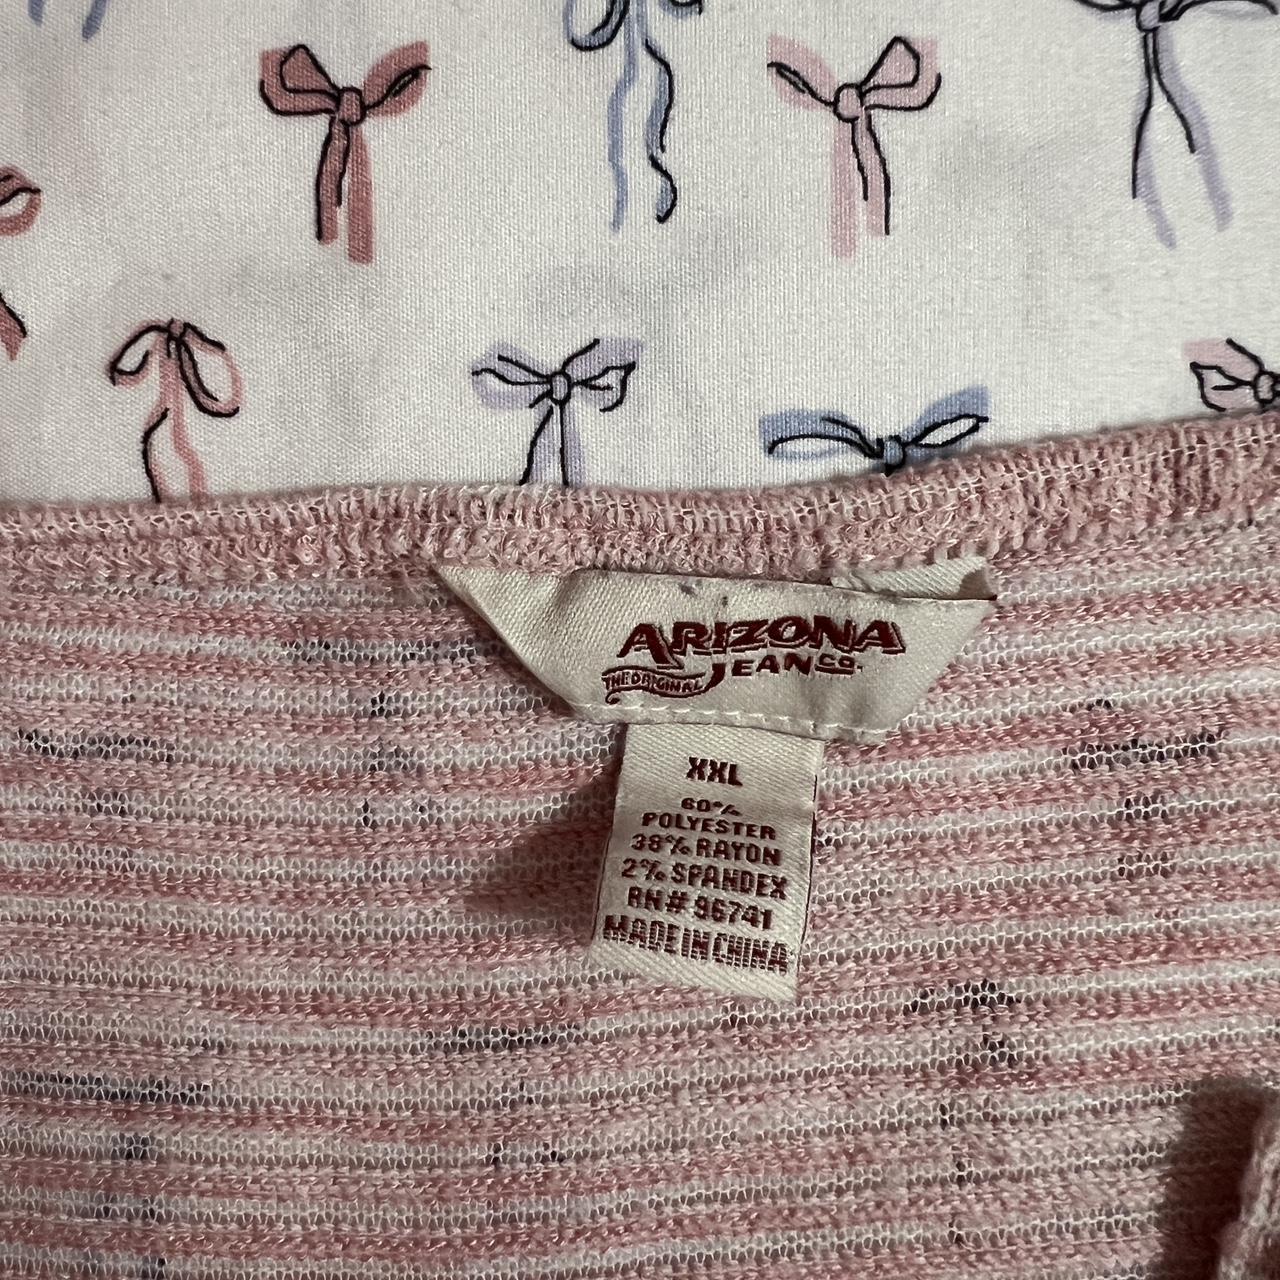 ARIZONA
THE ORIGINAL JEAN CO.
XXL
60%
POLYESTER
38% RAYON
2% SPANDEX
RN# 96741
MADE IN CHINA